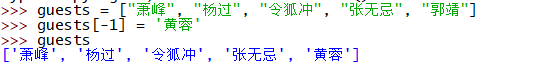 >>> guests = ["萧峰", "杨过", "令狐冲", "张无忌", "郭靖"]
>>> guests[-1] = '黄蓉'
>>> guests
['萧峰', '杨过', '令狐冲', '张无忌', '黄蓉']